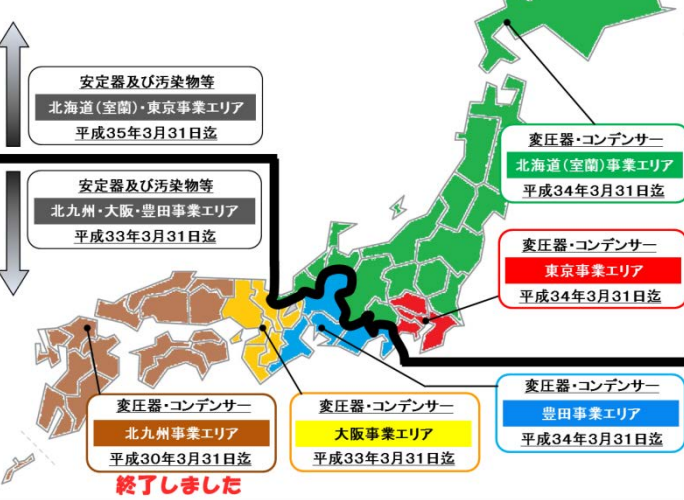 安定器及び汚染物等
北海道(室蘭)・東京事業エリア
平成35年3月31日迄
安定器及び汚染物等
北九州・大阪・豊田事業エリア
平成33年3月31日迄
変圧器・コンデンサー
北海道(室蘭)事業エリア
平成34年3月31日迄
変圧器・コンデンサー
東京事業エリア
平成34年3月31日迄
変圧器・コンデンサー
豊田事業エリア
平成34年3月31日迄
変圧器・コンデンサー
大阪事業エリア
平成33年3月31日迄
変圧器・コンデンサー
北九州事業エリア
平成30年3月31日迄
終了しました